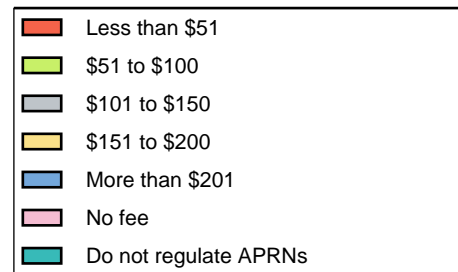 Less than $51
$51 to $100
$101 to $150
$151 to $200
More than $201
No fee
Do not regulate APRNs